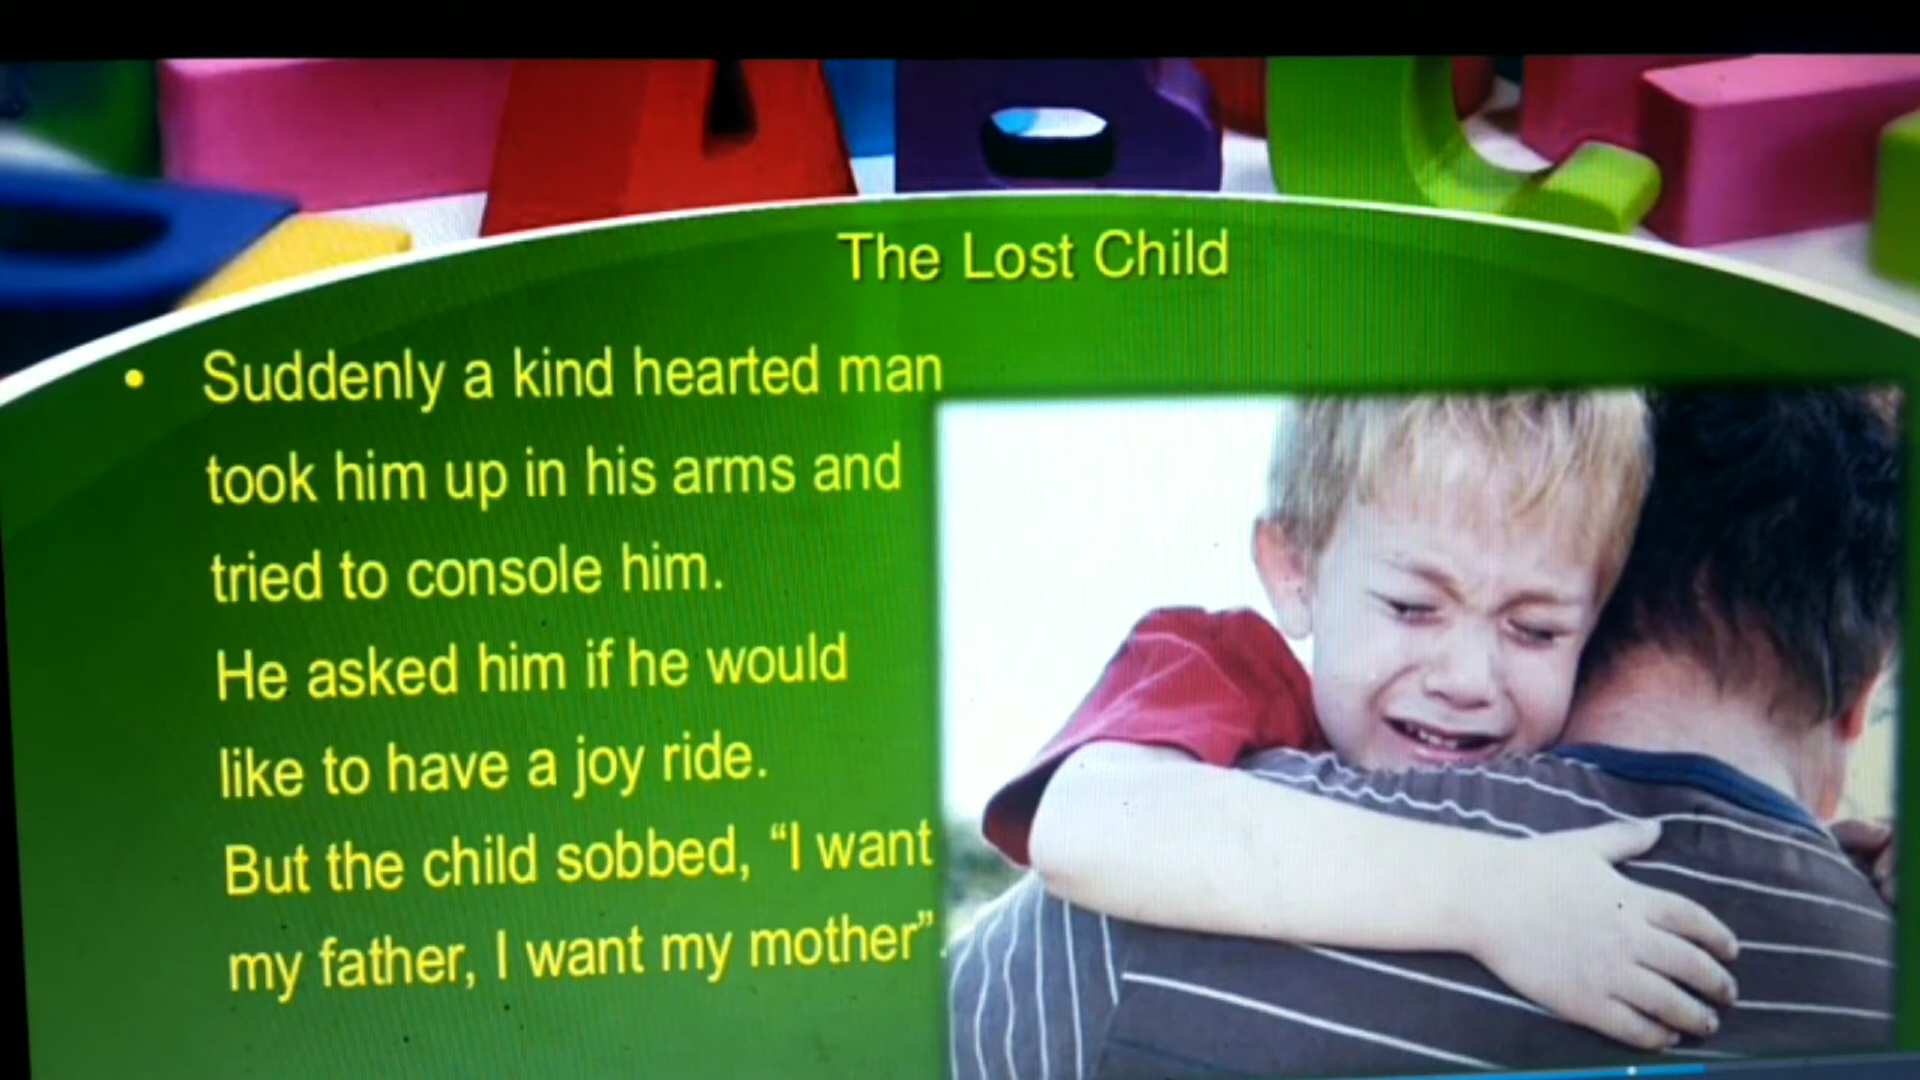 The Lost Child
• Suddenly a kind hearted man
took him up in his arms and
tried to console him.
He asked him if he would
like to have a joy ride.
But the child sobbed, “I want
my father, I want my mother”.